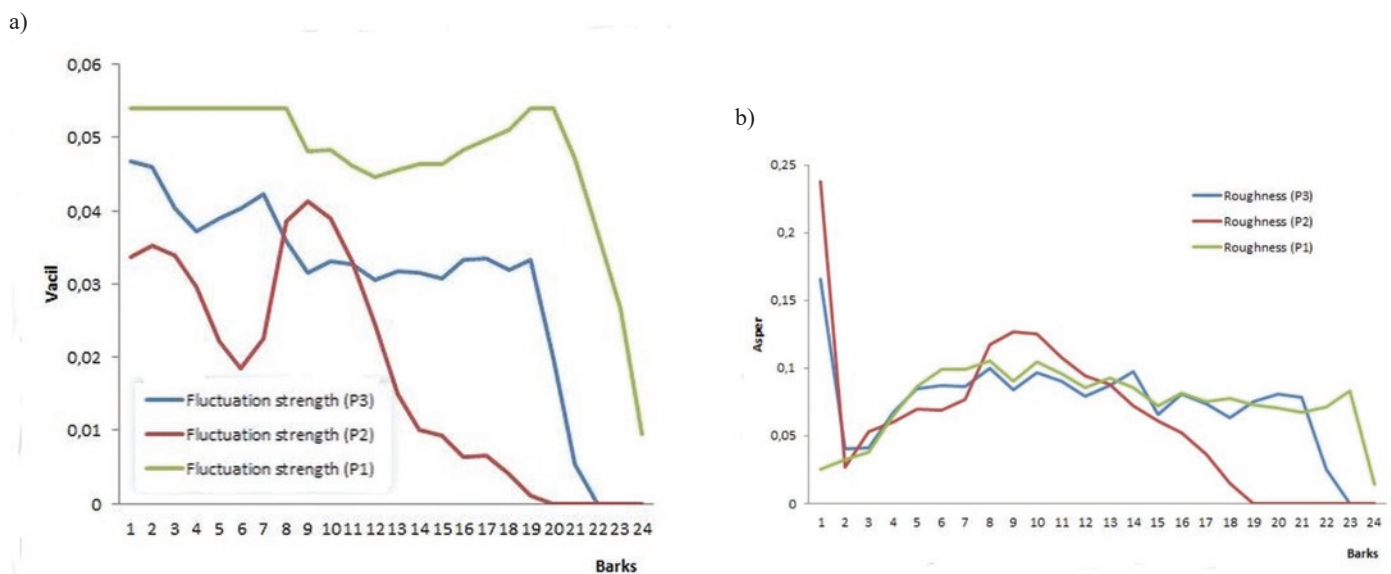 a)
0,06
0,05
0,04
0,03
0,02
0,01
0
Vacil
Fluctuation strength (P3)
Fluctuation strength (P2)
Fluctuation strength (P1)
1 2 3 4 5 6 7 8 9 10 11 12 13 14 15 16 17 18 19 20 21 22 23 24
Barks
b)
0,25
0,2
0,15
0,1
0,05
0
Asper
Roughness (P3)
Roughness (P2)
Roughness (P1)
1 2 3 4 5 6 7 8 9 10 11 12 13 14 15 16 17 18 19 20 21 22 23 24
Barks